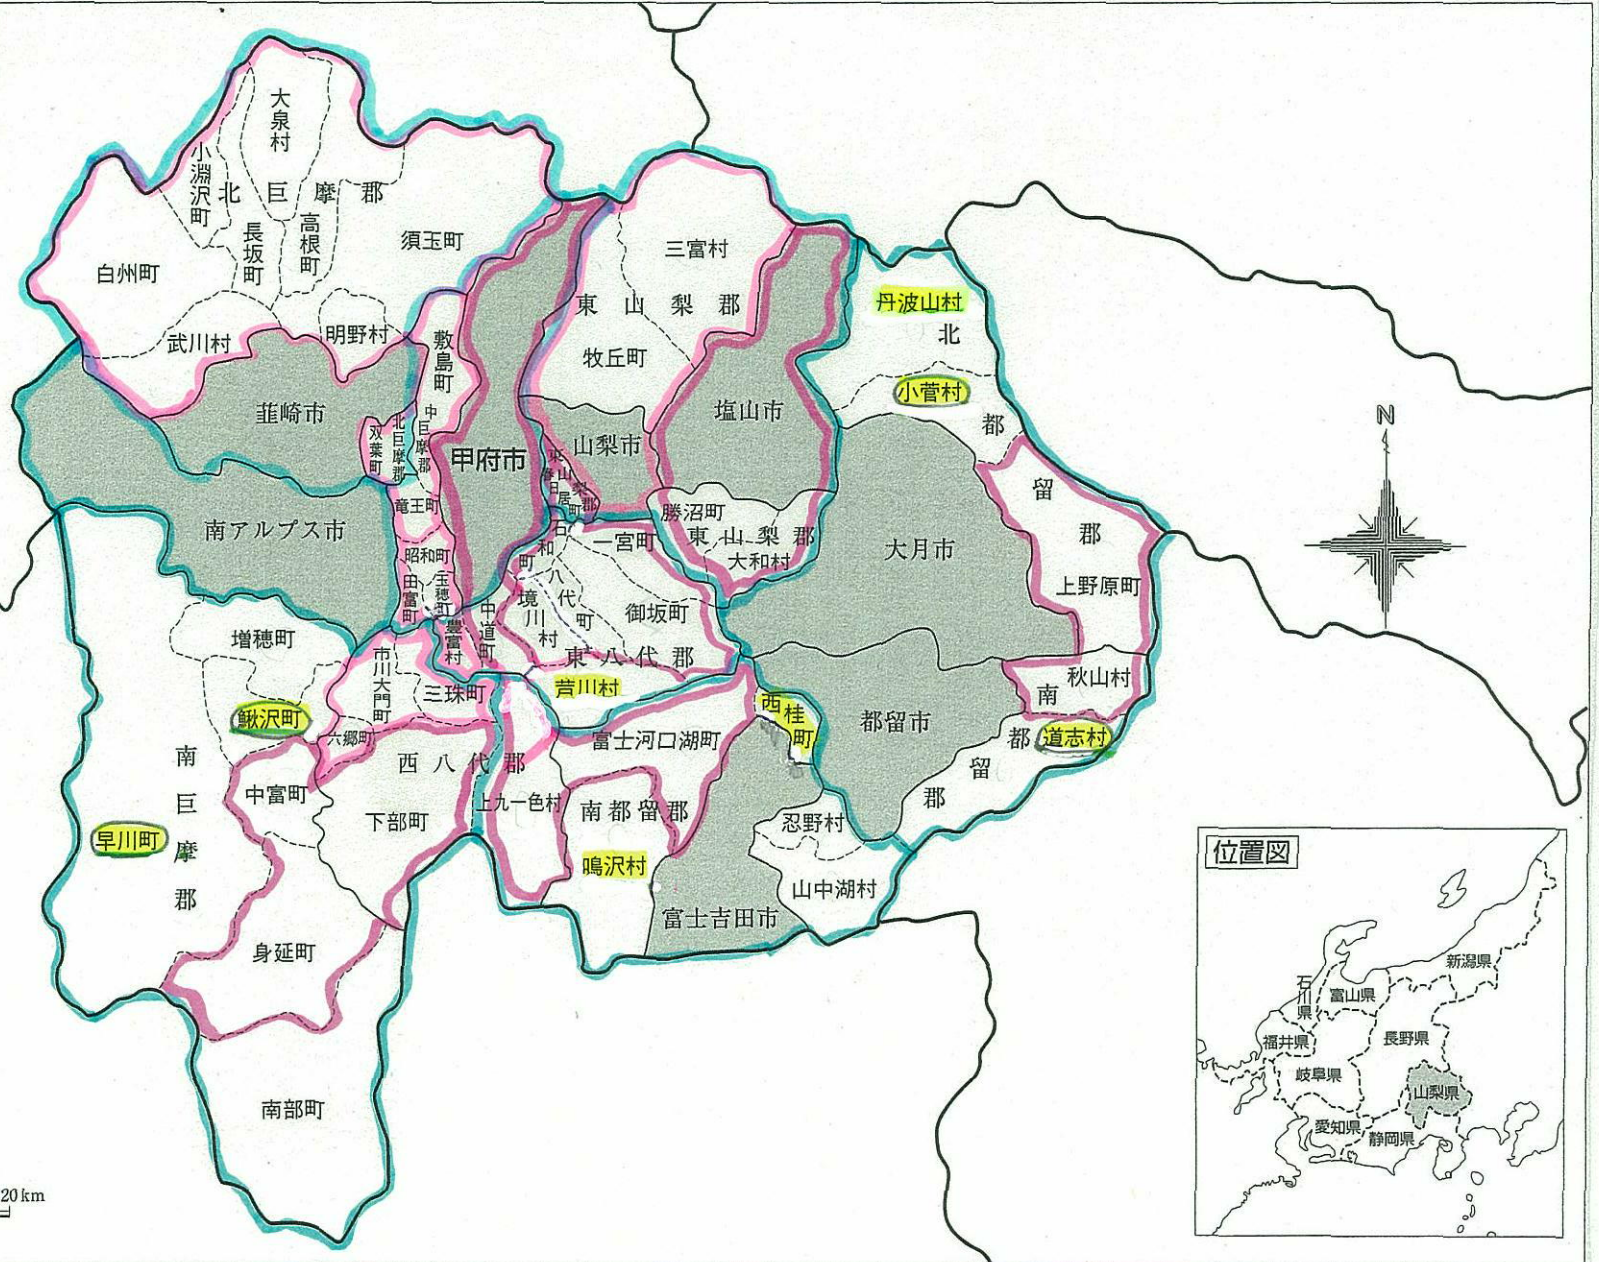 大泉村
小淵沢町
北巨摩郡
長坂町
高根町
須玉町
白州町
武川村
明野村
三富村
東山梨郡
牧丘町
丹波山村
北都留郡
小菅村
敷島町
中巨摩郡
韮崎市
双葉町
北巨摩郡
甲府市
山梨市
塩山市
東山梨郡
春日居町
竜王町
南アルプス市
石和町
一宮町
勝沼町
東山梨郡
大和村
大月市
上野原町
昭和町
田富町
玉穂町
八代町
境川村
御坂町
中道町
豊富村
東八代郡
増穂町
市川大門町
三珠町
芦川村
秋山村
南都留郡
道志村
都留市
西桂町
鰍沢町
六郷町
西八代郡
富士河口湖町
南巨摩郡
中富町
下部町
上九一色村
南都留郡
忍野村
早川町
鳴沢村
山中湖村
富士吉田市
身延町
南部町
N
20km
位置図
新潟県
石川県
富山県
福井県
長野県
岐阜県
山梨県
愛知県
静岡県